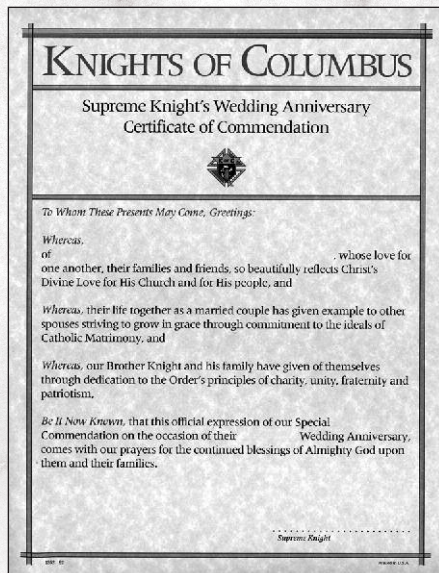 KNIGHTS OF COLUMBUS
Supreme Knight's Wedding Anniversary
Certificate of Commendation
To Whom These Presents May Come, Greetings:
Whereas,
of , whose love for
one another, their families and friends, so beautifully reflects Christ's
Divine Love for His Church and for His people, and
Whereas, their life together as a married couple has given example to other
spouses striving to grow in grace through commitment to the ideals of
Catholic Matrimony, and
Whereas, our Brother Knight and his family have given of themselves
through dedication to the Order's principles of charity, unity, fraternity and
patriotism,
Be It Now Known, that this official expression of our Special
Commendation on the occasion of their Wedding Anniversary,
comes with our prayers for the continued blessings of Almighty God upon
them and their families.
Supreme Knight